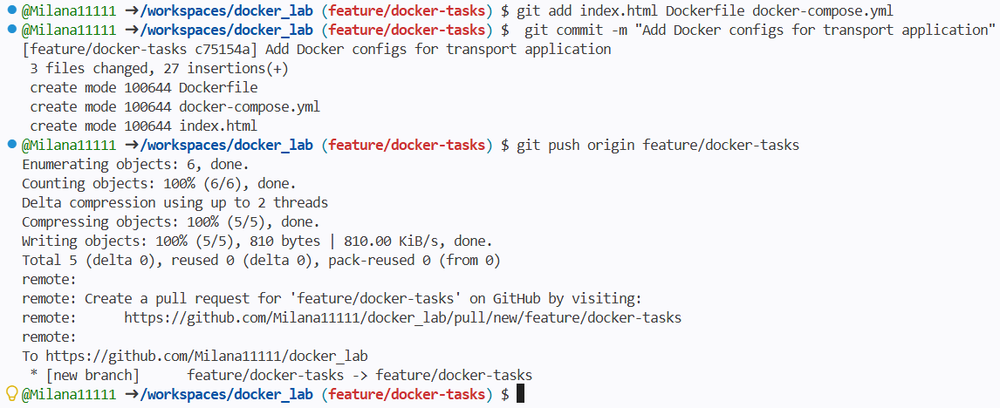 @Milana11111 →/workspaces/docker_lab (feature/docker-tasks) $ git add index.html Dockerfile docker-compose.yml
@Milana11111 →/workspaces/docker_lab (feature/docker-tasks) $  git commit -m "Add Docker configs for transport application"
[feature/docker-tasks c75154a] Add Docker configs for transport application
 3 files changed, 27 insertions(+)
 create mode 100644 Dockerfile
 create mode 100644 docker-compose.yml
 create mode 100644 index.html
@Milana11111 →/workspaces/docker_lab (feature/docker-tasks) $ git push origin feature/docker-tasks
Enumerating objects: 6, done.
Counting objects: 100% (6/6), done.
Delta compression using up to 2 threads
Compressing objects: 100% (5/5), done.
Writing objects: 100% (5/5), 810 bytes | 810.00 KiB/s, done.
Total 5 (delta 0), reused 0 (delta 0), pack-reused 0 (from 0)
remote:
remote: Create a pull request for 'feature/docker-tasks' on GitHub by visiting:
remote:      https://github.com/Milana11111/docker_lab/pull/new/feature/docker-tasks
remote:
To https://github.com/Milana11111/docker_lab
 * [new branch]      feature/docker-tasks -> feature/docker-tasks
@Milana11111 →/workspaces/docker_lab (feature/docker-tasks) $